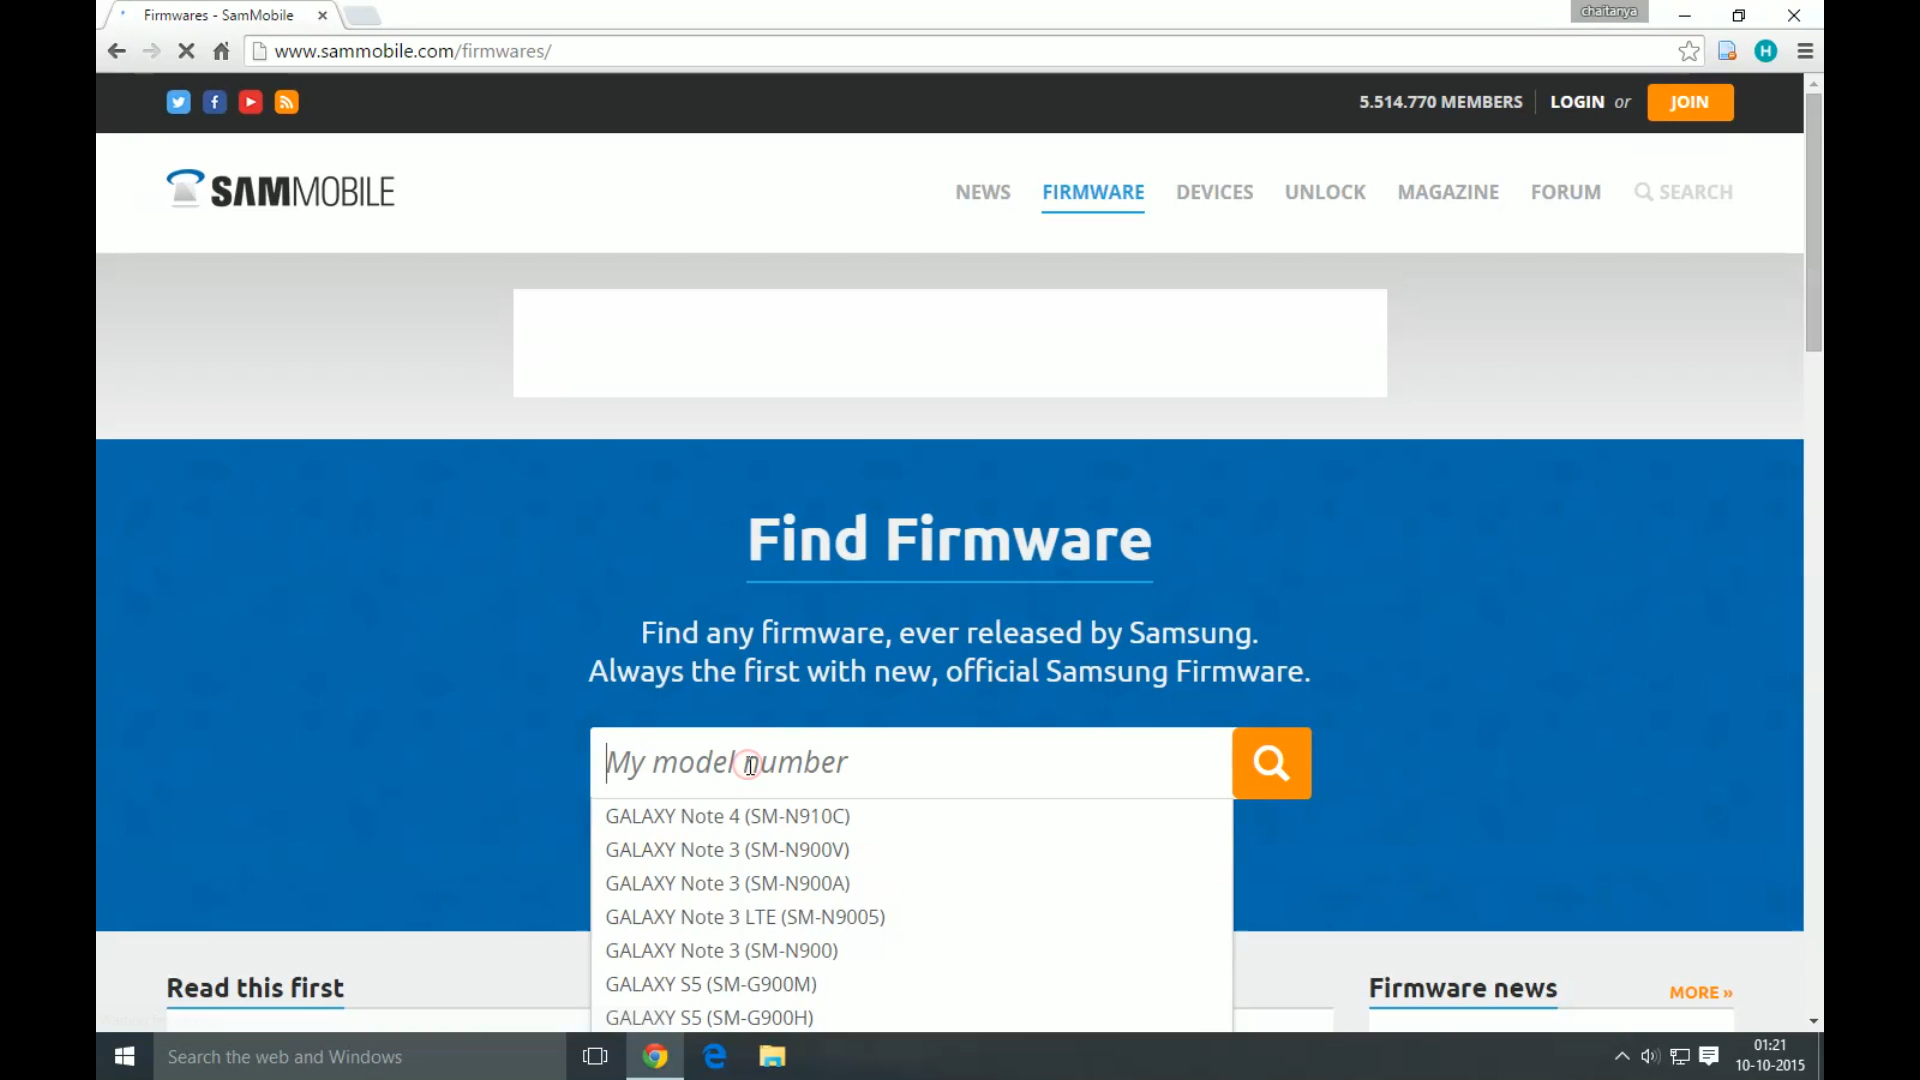 Firmwares - SamMobile
chaitanya
www.sammobile.com/firmwares/
H
5.514.770 MEMBERS
LOGIN or
JOIN
SAMMOBILE
NEWS
FIRMWARE
DEVICES
UNLOCK
MAGAZINE
FORUM
SEARCH
Find Firmware
Find any firmware, ever released by Samsung.
Always the first with new, official Samsung Firmware.
My model number
GALAXY Note 4 (SM-N910C)
GALAXY Note 3 (SM-N900V)
GALAXY Note 3 (SM-N900A)
GALAXY Note 3 LTE (SM-N9005)
GALAXY Note 3 (SM-N900)
GALAXY S5 (SM-G900M)
GALAXY S5 (SM-G900H)
Read this first
Firmware news
MORE »
Search the web and Windows
01:21
10-10-2015